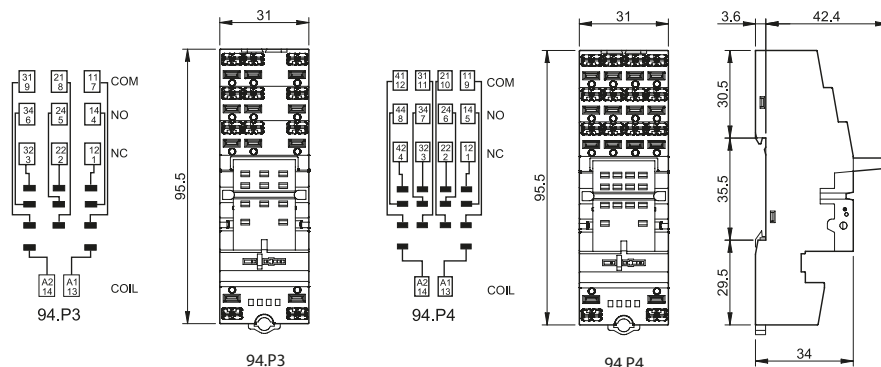 31
31
3.6
42.4
31 21 11 COM
9 8 7
34 24 14 NO
6 5 4
32 22 12 NC
3 2 1
A2 A1 COIL
14 13
94.P3
95.5
94.P3
41 31 21 11 COM
12 11 10 9
44 34 24 14 NO
8 7 6 5
42 32 22 12 NC
4 3 2 1
A2 A1 COIL
14 13
94.P4
95.5
94.P4
30.5
35.5
29.5
34